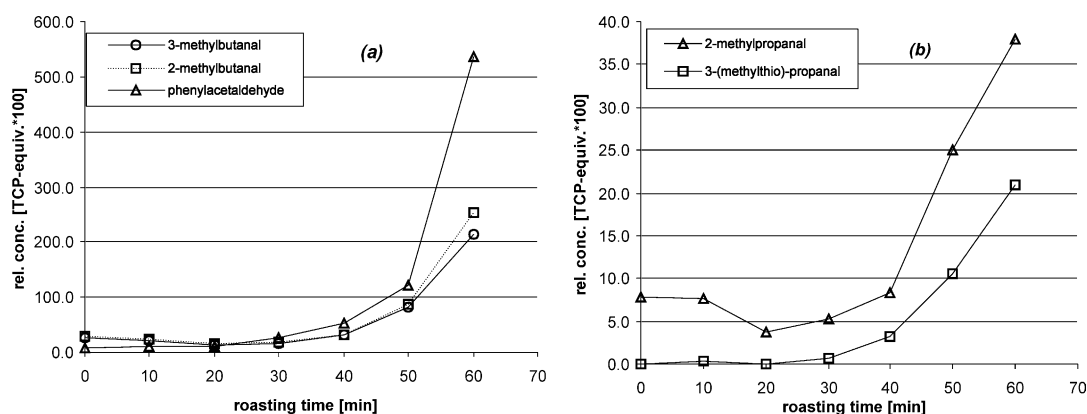 600.0
500.0
400.0
300.0
200.0
100.0
0.0
rel. conc. [TCP-equiv.*100]
3-methylbutanal
2-methylbutanal
phenylacetaldehyde
(a)
0 10 20 30 40 50 60 70
roasting time [min]
40.0
35.0
30.0
25.0
20.0
15.0
10.0
5.0
0.0
rel. conc. [TCP-equiv.*100]
2-methylpropanal
3-(methylthio)-propanal
(b)
0 10 20 30 40 50 60 70
roasting time [min]